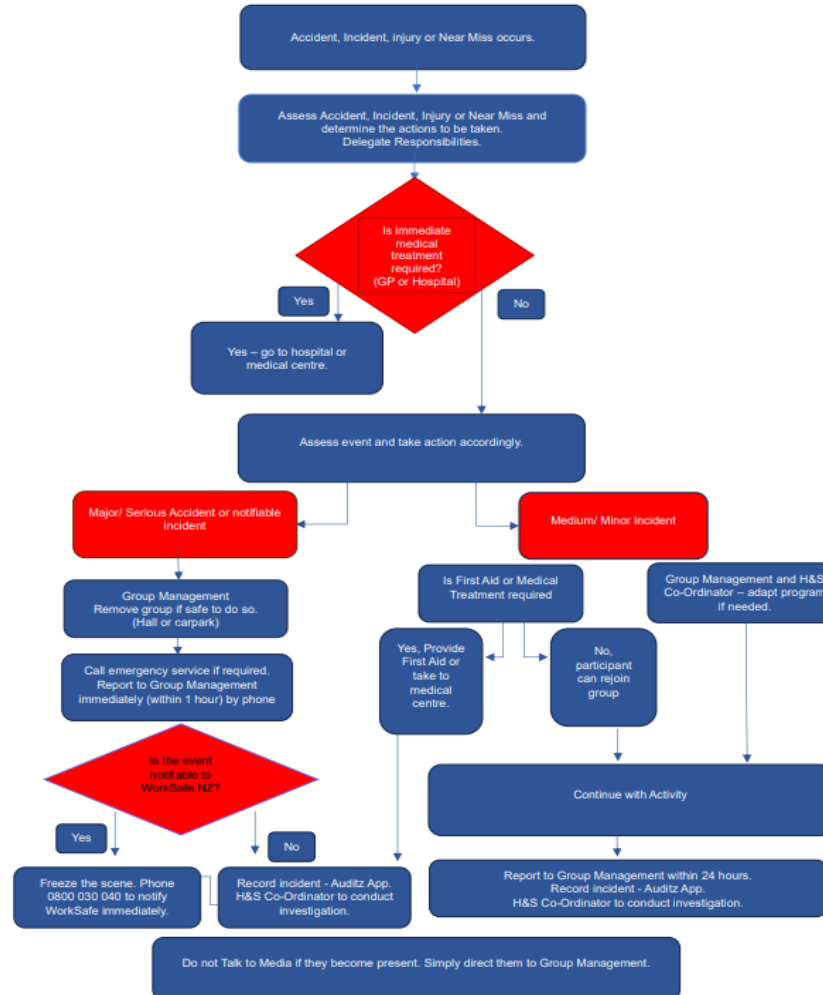 Accident, Incident, injury or Near Miss occurs.
Assess Accident, Incident, Injury or Near Miss and
determine the actions to be taken.
Delegate Responsibilities.
Is immediate
medical
treatment
required?
(GP or Hospital)
Yes
No
Yes – go to hospital or
medical centre.
Assess event and take action accordingly.
Major/ Serious Accident or notifiable
incident
Medium/ Minor Incident
Group Management
Remove group if safe to do so.
(Hall or carpark)
Is First Aid or Medical
Treatment required
Group Management and H&S
Co-Ordinator – adapt program
if needed.
Call emergency service if required.
Report to Group Management
immediately (within 1 hour) by phone
Yes, Provide
First Aid or
take to
medical
centre.
No,
participant
can rejoin
group
Is the event
notifiable to
WorkSafe NZ?
Continue with Activity
Yes
No
Freeze the scene. Phone
0800 030 040 to notify
WorkSafe immediately.
Record incident - Auditz App.
H&S Co-Ordinator to conduct
investigation.
Report to Group Management within 24 hours.
Record incident - Auditz App.
H&S Co-Ordinator to conduct investigation.
Do not Talk to Media if they become present. Simply direct them to Group Management.